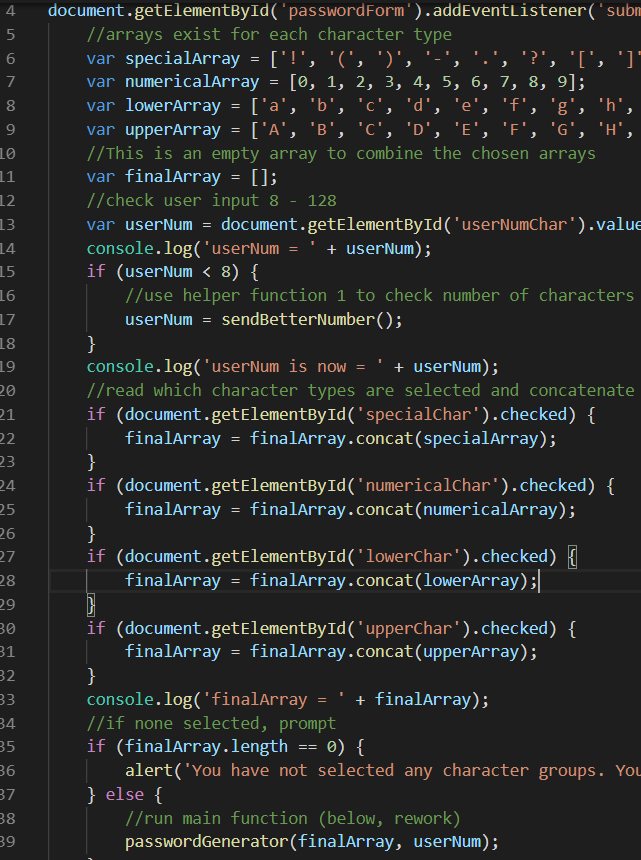 4 document.getElementById('passwordForm').addEventListener('subm
5 //arrays exist for each character type
6 var specialArray = ['!', '(', ')', '-', '.', '?', '[', ']'
7 var numericalArray = [0, 1, 2, 3, 4, 5, 6, 7, 8, 9];
8 var lowerArray = ['a', 'b', 'c', 'd', 'e', 'f', 'g', 'h',
9 var upperArray = ['A', 'B', 'C', 'D', 'E', 'F', 'G', 'H',
10 //This is an empty array to combine the chosen arrays
11 var finalArray = [];
12 //check user input 8 - 128
13 var userNum = document.getElementById('userNumChar').value
14 console.log('userNum = ' + userNum);
15 if (userNum < 8) {
16 //use helper function 1 to check number of characters
17 userNum = sendBetterNumber();
18 }
19 console.log('userNum is now = ' + userNum);
20 //read which character types are selected and concatenate
21 if (document.getElementById('specialChar').checked) {
22 finalArray = finalArray.concat(specialArray);
23 }
24 if (document.getElementById('numericalChar').checked) {
25 finalArray = finalArray.concat(numericalArray);
26 }
27 if (document.getElementById('lowerChar').checked) {
28 finalArray = finalArray.concat(lowerArray);
29 }
30 if (document.getElementById('upperChar').checked) {
31 finalArray = finalArray.concat(upperArray);
32 }
33 console.log('finalArray = ' + finalArray);
34 //if none selected, prompt
35 if (finalArray.length == 0) {
36 alert('You have not selected any character groups. You
37 } else {
38 //run main function (below, rework)
39 passwordGenerator(finalArray, userNum);